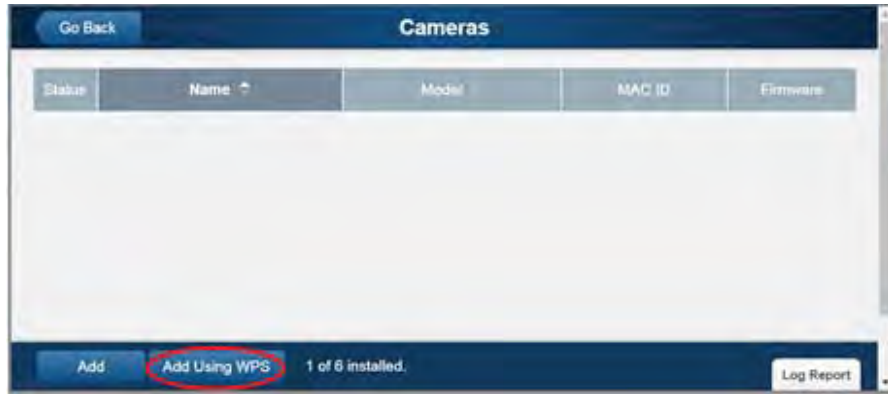 Go Back
Cameras
Status Name Model MAC ID Firmware
Add
Add Using WPS
1 of 6 installed.
Log Report